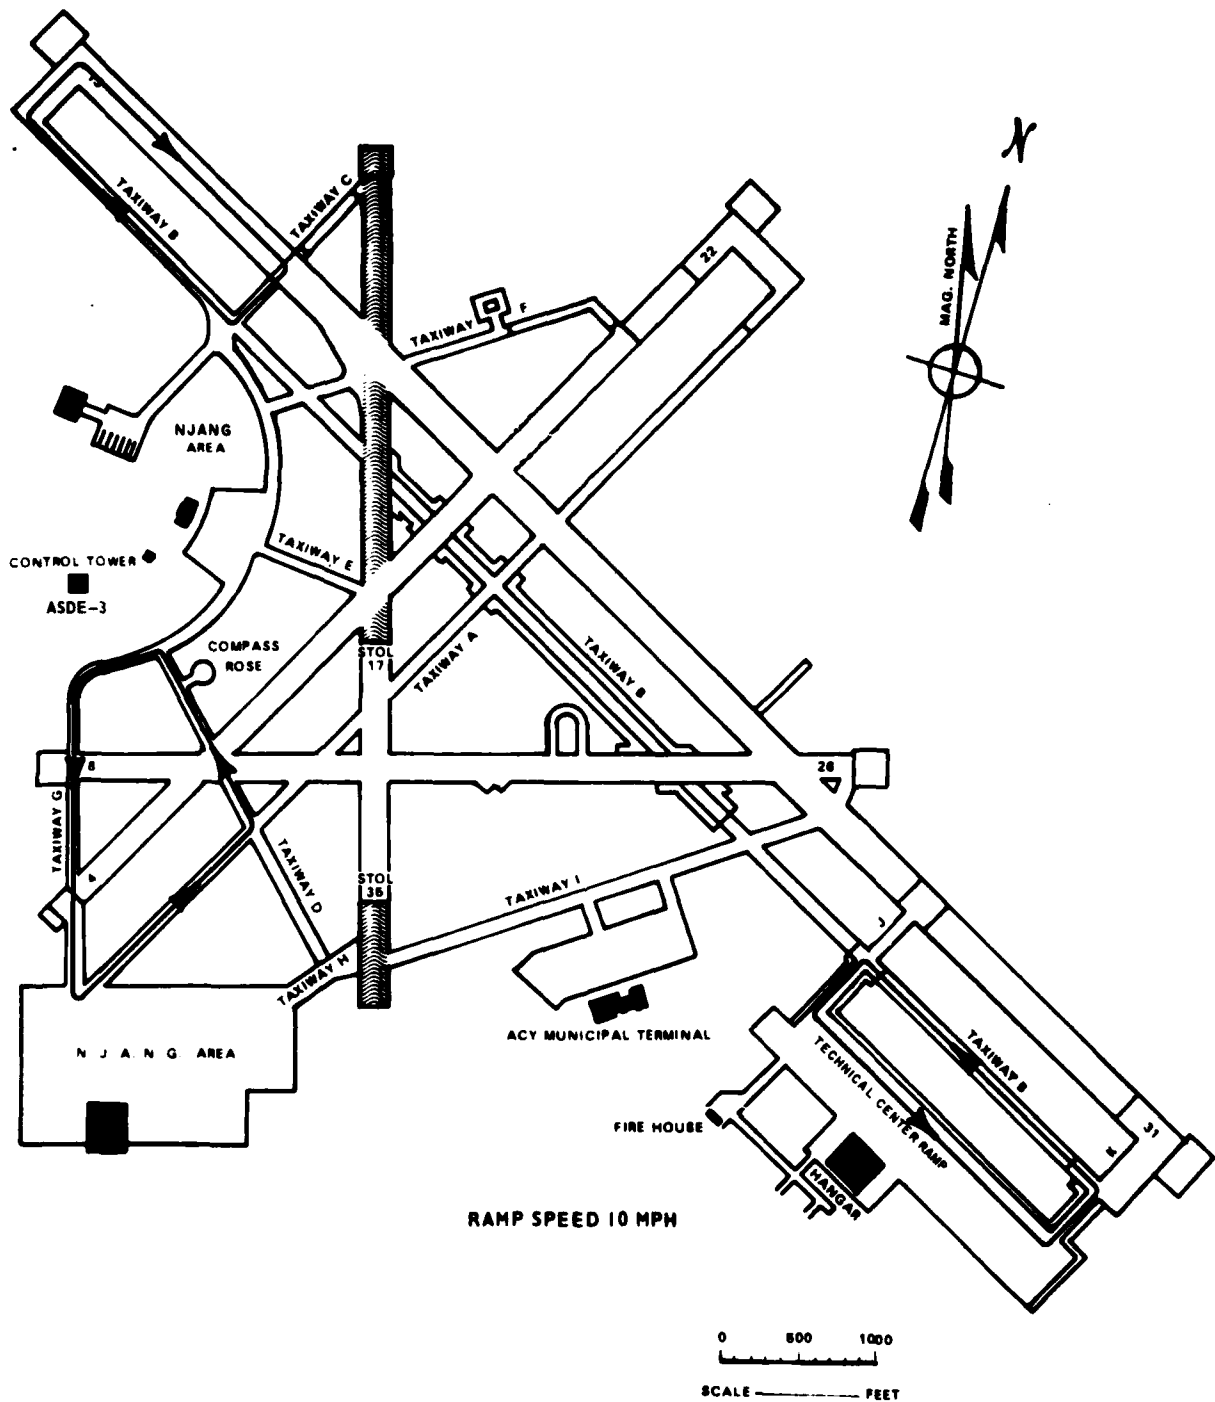 13
N
TAXIWAY B
TAXIWAY C
22
MAG. NORTH
TAXIWAY F
NJANG
AREA
TAXIWAY E
CONTROL TOWER
ASDE-3
COMPASS
ROSE
STOL
17
TAXIWAY A
TAXIWAY B
8
26
TAXIWAY G
4
TAXIWAY D
STOL
35
TAXIWAY I
J
TAXIWAY H
ACY MUNICIPAL TERMINAL
N J A. N. G. AREA
TECHNICAL CENTER RAMP
TAXIWAY B
K
31
FIRE HOUSE
HANGAR
RAMP SPEED 10 MPH
0 500 1000
SCALE FEET